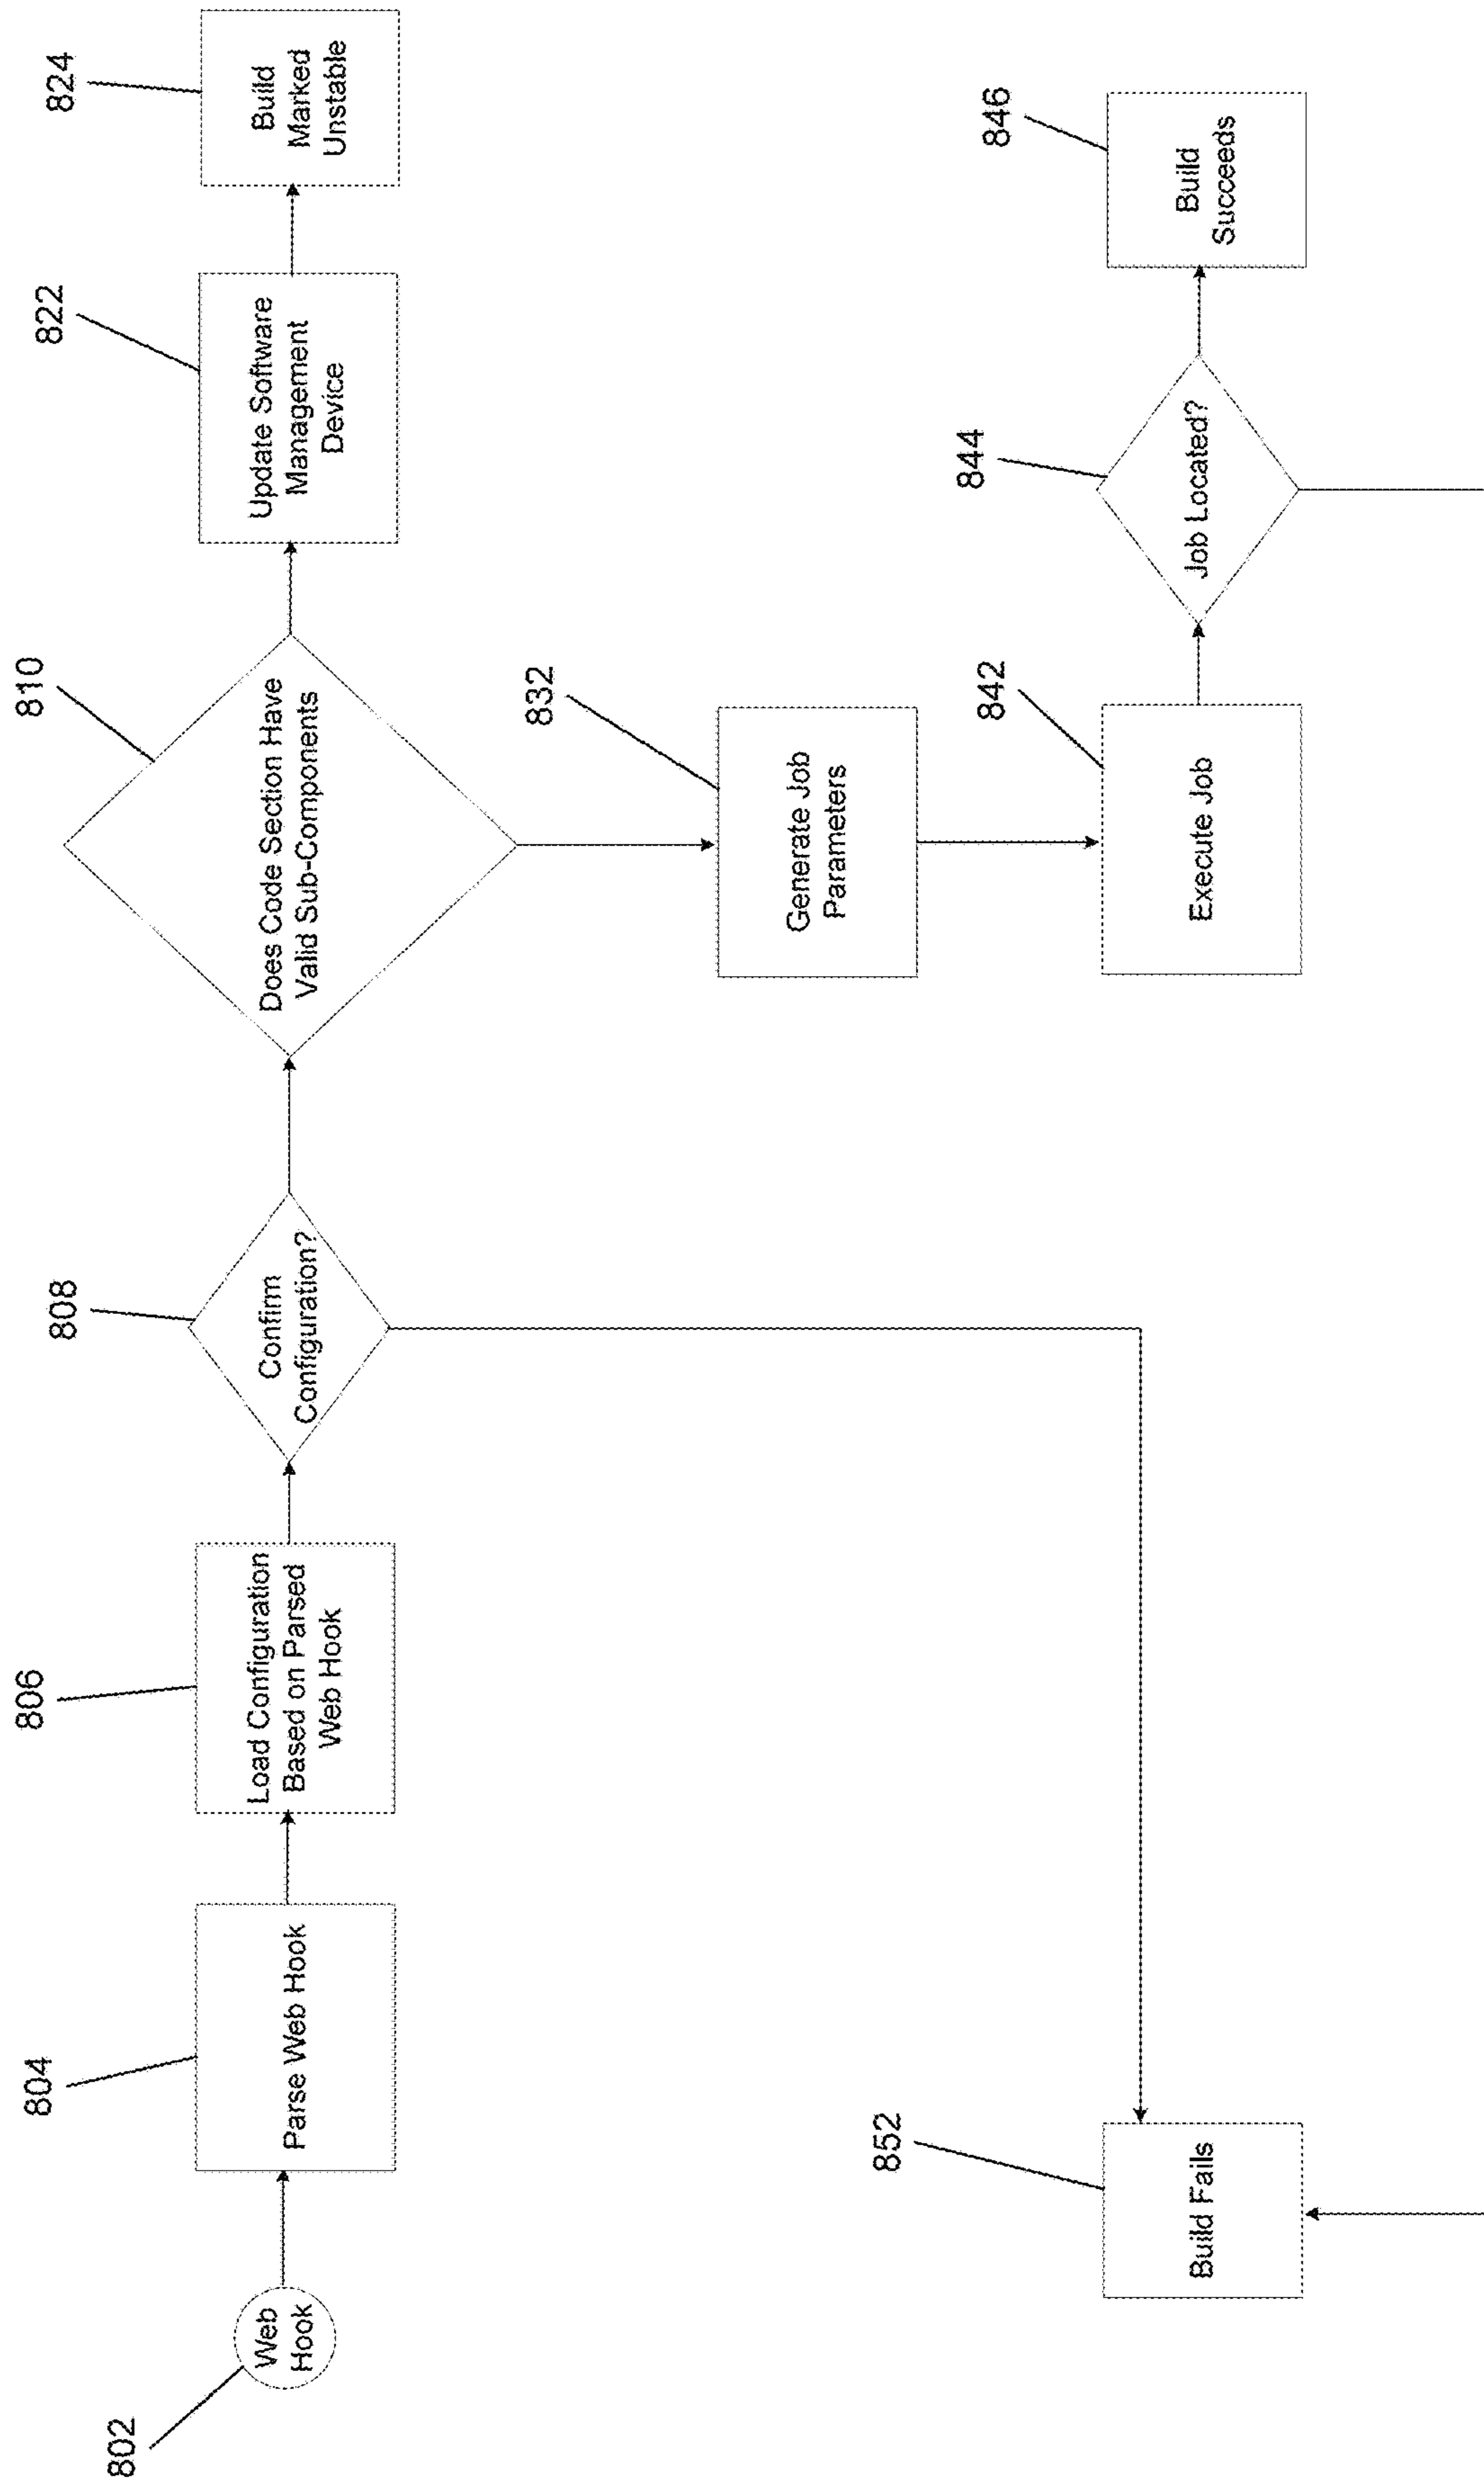 802
Web
Hook
804
Parse Web Hook
806
Load Configuration
Based on Parsed
Web Hook
808
Confirm
Configuration?
810
Does Code Section Have
Valid Sub-Components
822
Update Software
Management
Device
824
Build
Marked
Unstable
832
Generate Job
Parameters
842
Execute Job
844
Job Located?
846
Build
Succeeds
852
Build Fails